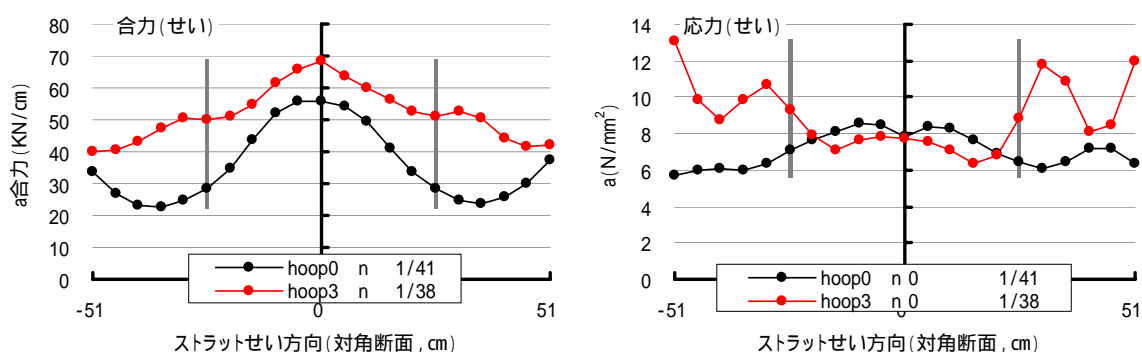 合力(せい)
a合力(KN/cm)
80
70
60
50
40
30
20
10
0
hoop0 n 1/41
hoop3 n 1/38
-51 0 51
ストラットせい方向(対角断面,cm)
応力(せい)
a(N/mm²)
14
12
10
8
6
4
2
0
hoop0 n 0 1/41
hoop3 n 0 1/38
-51 0 51
ストラットせい方向(対角断面,cm)